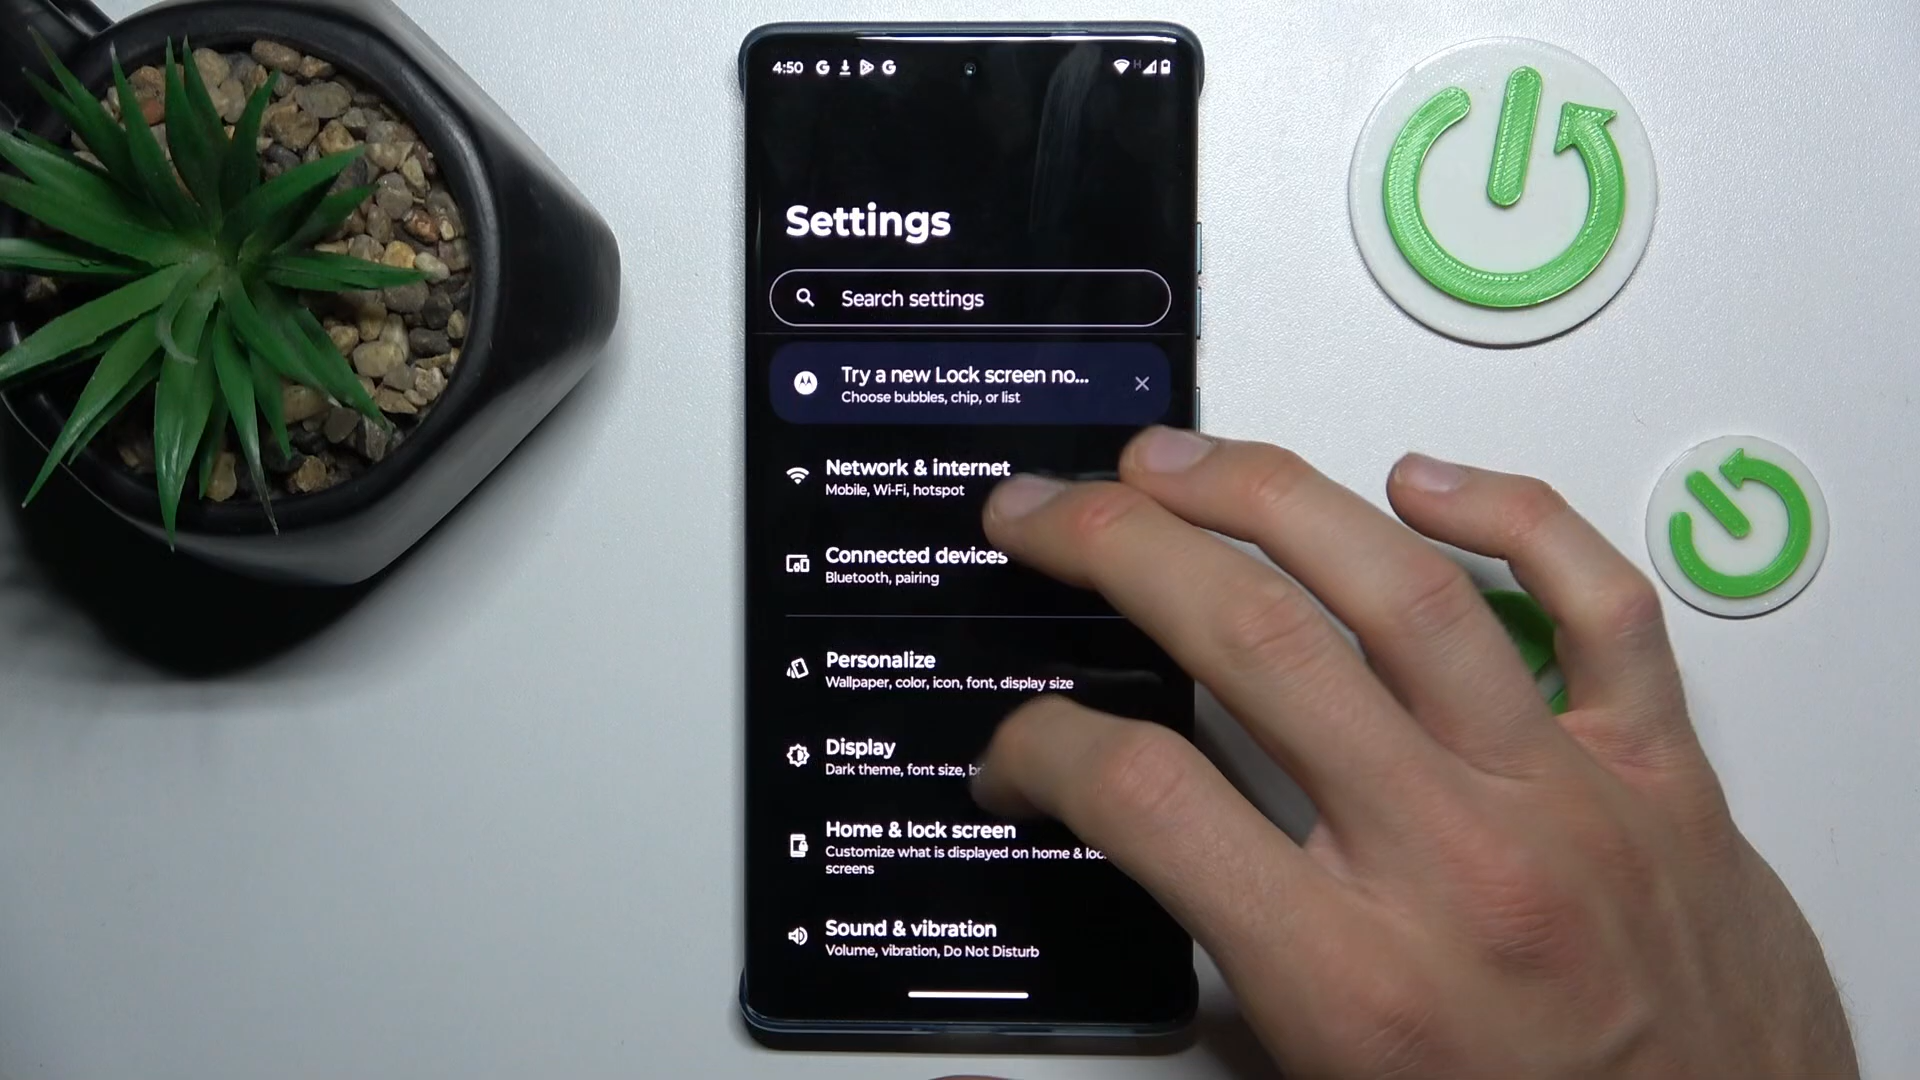 4:50
H
Settings
Search settings
Try a new Lock screen no...
Choose bubbles, chip, or list
Network & internet
Mobile, Wi-Fi, hotspot
Connected devices
Bluetooth, pairing
Personalize
Wallpaper, color, icon, font, display size
Display
Dark theme, font size,
Home & lock screen
Customize what is displayed on home &
screens
Sound & vibration
Volume, vibration, Do Not Disturb